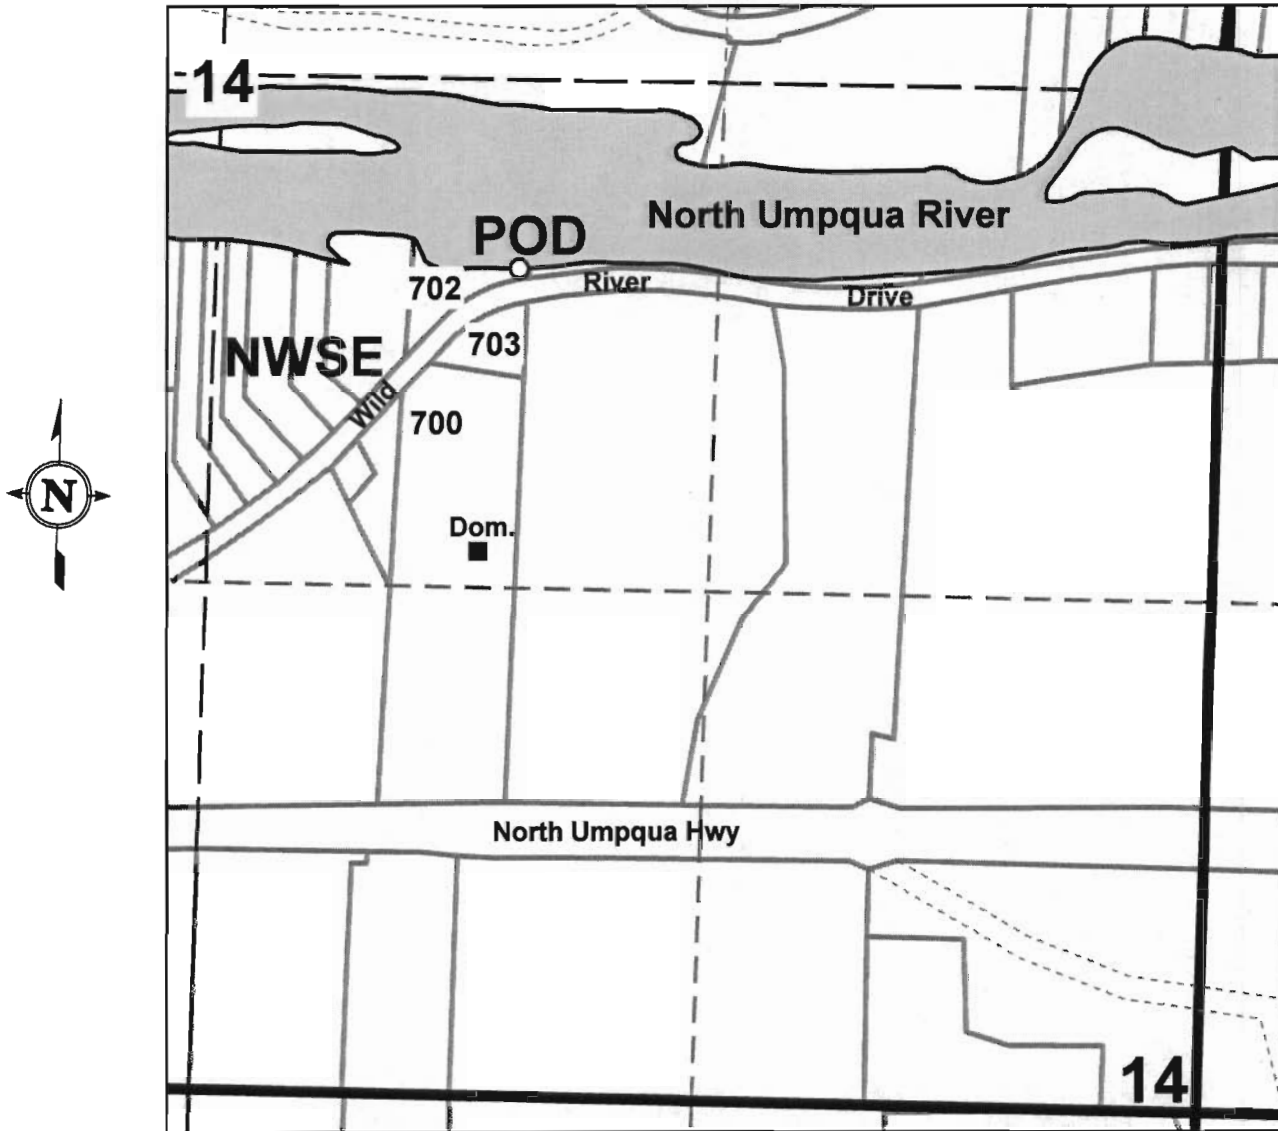 14
North Umpqua River
POD
702
River
Drive
703
NWSE
Wild
700
N
Dom.
North Umpqua Hwy
14